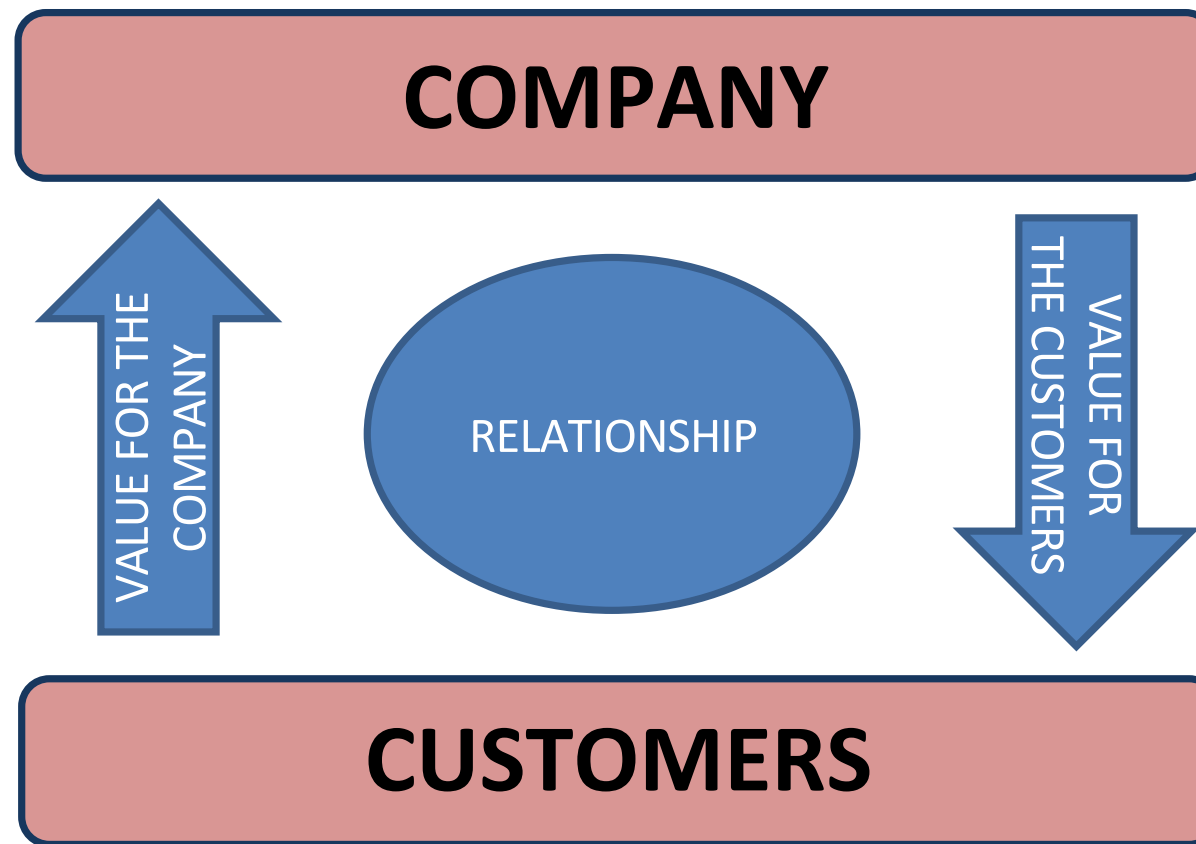 COMPANY
VALUE FOR THE
COMPANY
RELATIONSHIP
VALUE FOR
THE CUSTOMERS
CUSTOMERS